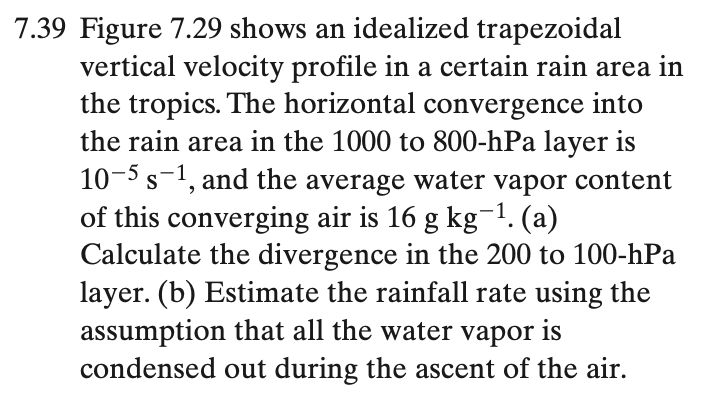 7.39 Figure 7.29 shows an idealized trapezoidal
vertical velocity profile in a certain rain area in
the tropics. The horizontal convergence into
the rain area in the 1000 to 800-hPa layer is
10⁻⁵ s⁻¹, and the average water vapor content
of this converging air is 16 g kg⁻¹. (a)
Calculate the divergence in the 200 to 100-hPa
layer. (b) Estimate the rainfall rate using the
assumption that all the water vapor is
condensed out during the ascent of the air.